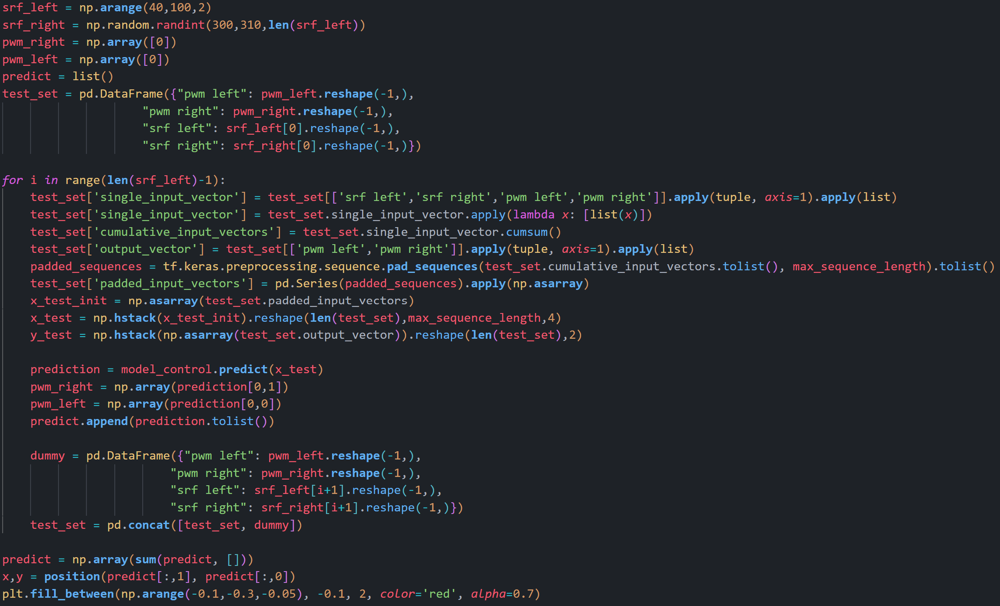 srf_left = np.arange(40,100,2)
srf_right = np.random.randint(300,310,len(srf_left))
pwm_right = np.array([0])
pwm_left = np.array([0])
predict = list()
test_set = pd.DataFrame({"pwm left": pwm_left.reshape(-1,),
                    "pwm right": pwm_right.reshape(-1,),
                    "srf left": srf_left[0].reshape(-1,),
                    "srf right": srf_right[0].reshape(-1,)})

for i in range(len(srf_left)-1):
    test_set['single_input_vector'] = test_set[['srf left','srf right','pwm left','pwm right']].apply(tuple, axis=1).apply(list)
    test_set['single_input_vector'] = test_set.single_input_vector.apply(lambda x: [list(x)])
    test_set['cumulative_input_vectors'] = test_set.single_input_vector.cumsum()
    test_set['output_vector'] = test_set[['pwm left','pwm right']].apply(tuple, axis=1).apply(list)
    padded_sequences = tf.keras.preprocessing.sequence.pad_sequences(test_set.cumulative_input_vectors.tolist(), max_sequence_length).tolist()
    test_set['padded_input_vectors'] = pd.Series(padded_sequences).apply(np.asarray)
    x_test_init = np.asarray(test_set.padded_input_vectors)
    x_test = np.hstack(x_test_init).reshape(len(test_set),max_sequence_length,4)
    y_test = np.hstack(np.asarray(test_set.output_vector)).reshape(len(test_set),2)

    prediction = model_control.predict(x_test)
    pwm_right = np.array(prediction[0,1])
    pwm_left = np.array(prediction[0,0])
    predict.append(prediction.tolist())

    dummy = pd.DataFrame({"pwm left": pwm_left.reshape(-1,),
                        "pwm right": pwm_right.reshape(-1,),
                        "srf left": srf_left[i+1].reshape(-1,),
                        "srf right": srf_right[i+1].reshape(-1,)})
    test_set = pd.concat([test_set, dummy])

predict = np.array(sum(predict, []))
x,y = position(predict[:,1], predict[:,0])
plt.fill_between(np.arange(-0.1,-0.3,-0.05), -0.1, 2, color='red', alpha=0.7)